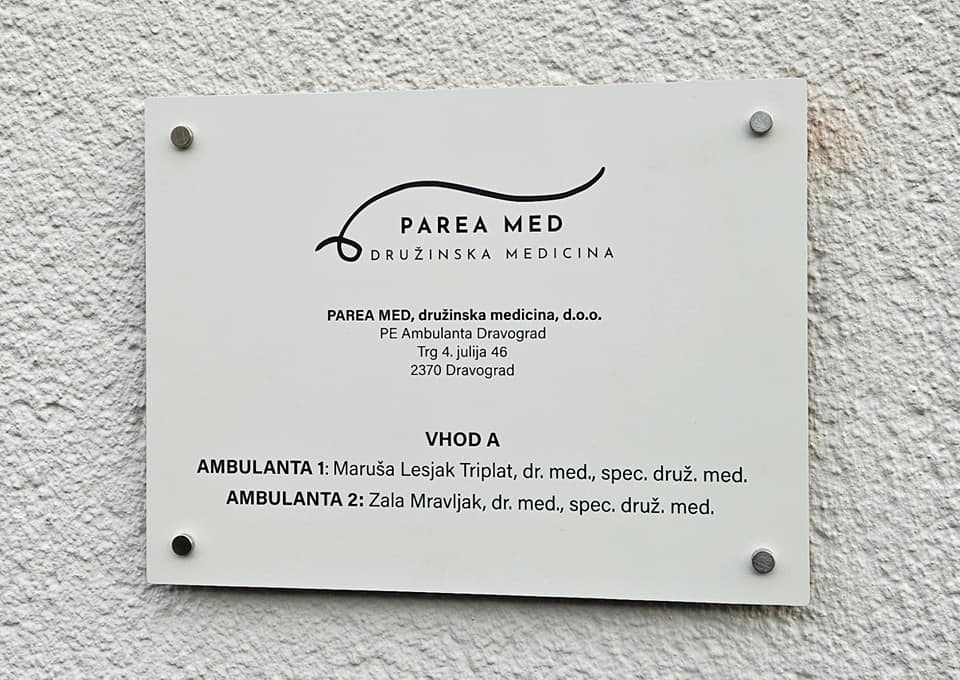 PAREA MED
DRUŽINSKA MEDICINA
PAREA MED, družinska medicina, d.o.o.
PE Ambulanta Dravograd
Trg 4. julija 46
2370 Dravograd
VHOD A
AMBULANTA 1: Maruša Lesjak Triplat, dr. med., spec. druž. med.
AMBULANTA 2: Zala Mravljak, dr. med., spec. druž. med.